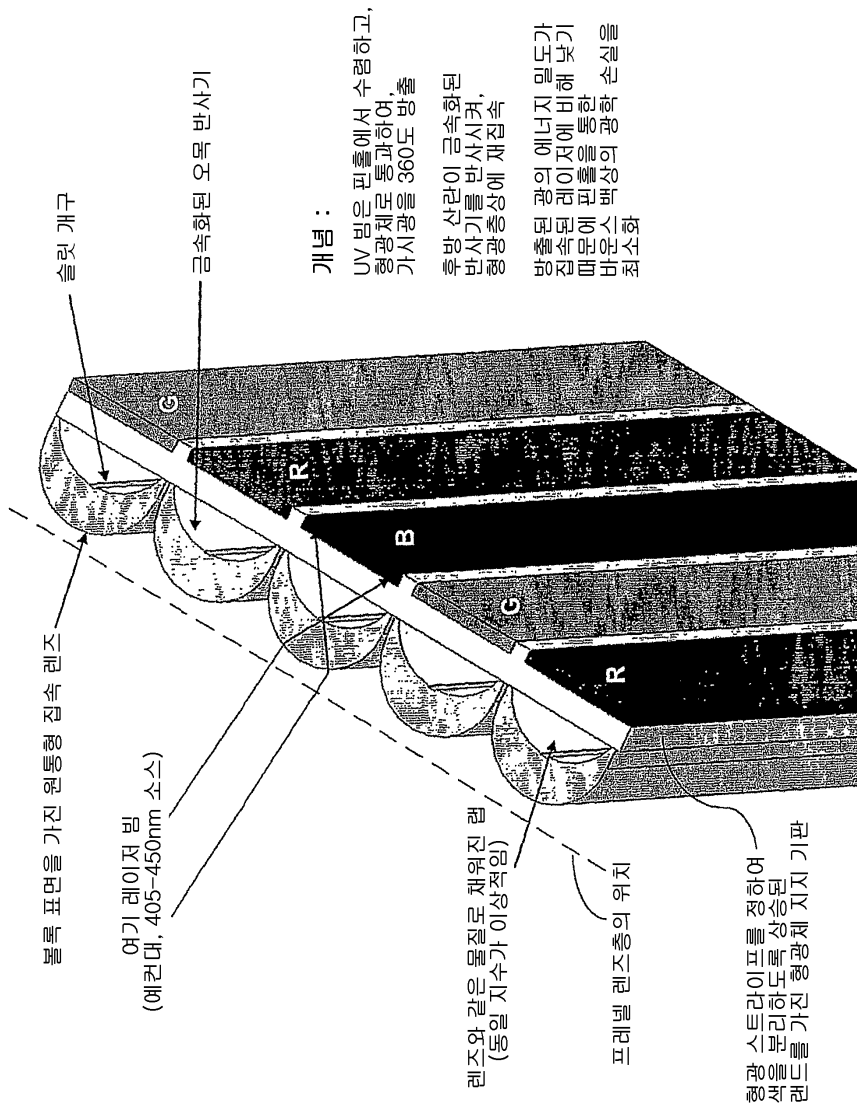 볼록 표면을 가진 원통형 집속 렌즈
슬릿 개구
금속화된 오목 반사기
여기 레이저 빔
(예컨대, 405-450nm 소스)
개념 :
UV 빔은 핀홀에서 수렴하고,
형광체로 통과하여,
가시광을 360도 방출
후방 산란이 금속화된
반사기를 반사시켜,
형광층상에 재집속
방출된 광의 에너지 밀도가
집속된 레이저에 비해 낮기
때문에 핀홀을 통한
바운스 백상의 광학 손실을
최소화
G
R
B
G
R
렌즈와 같은 물질로 채워진 갭
(동일 지수가 이상적임)
프레넬 렌즈층의 위치
형광 스트라이프를 정하여
색을 분리하도록 상승된
랜드를 가진 형광체 지지 기판